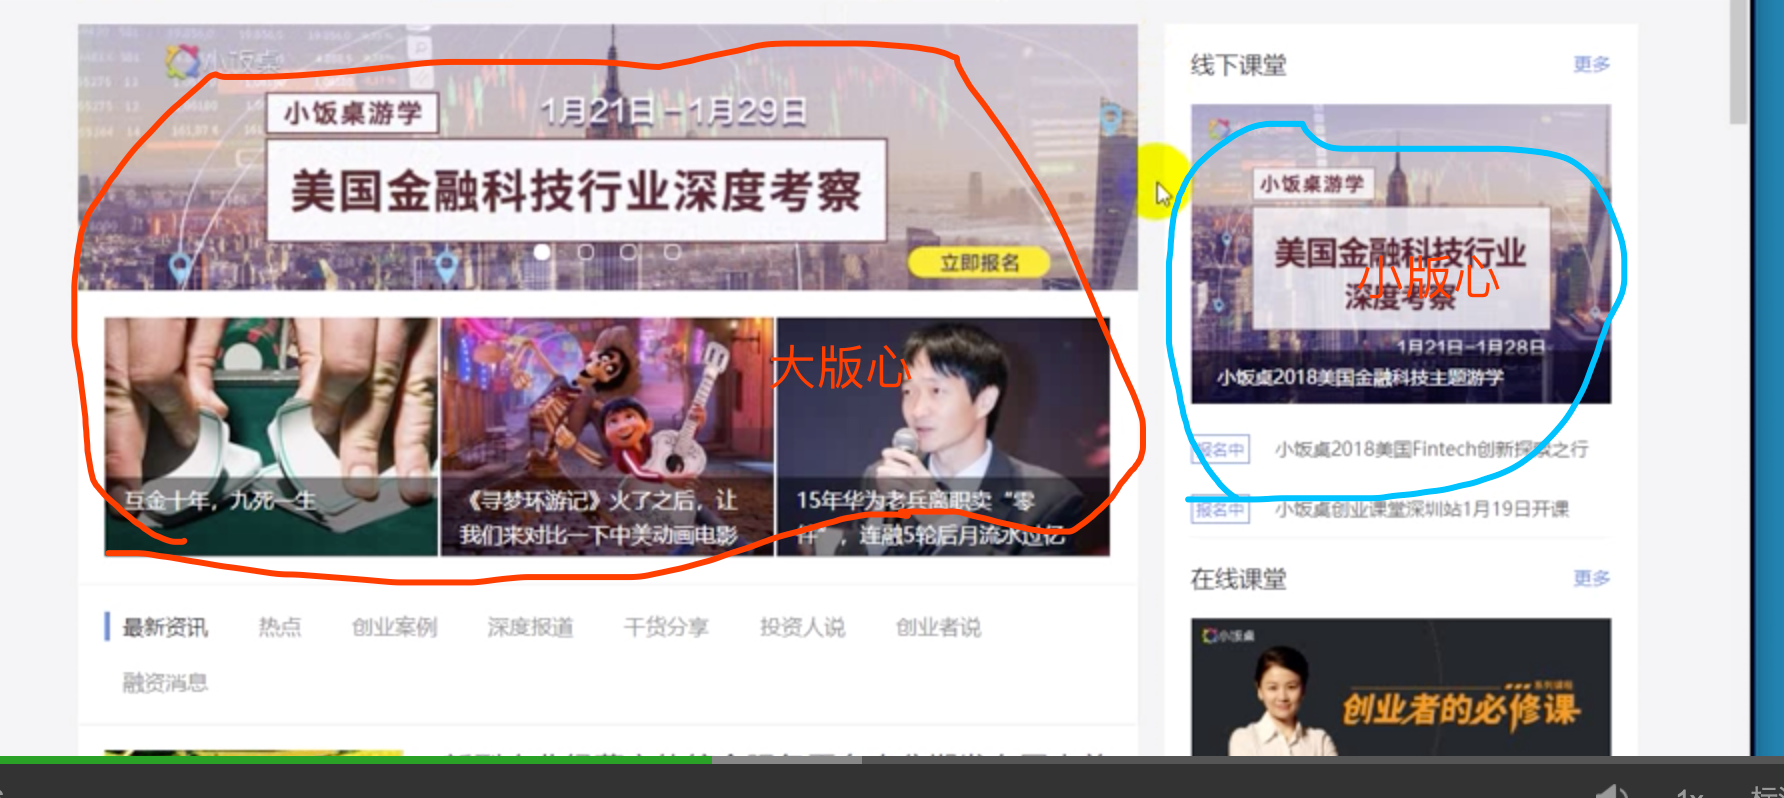 小饭桌
小饭桌游学
1月21日-1月29日
美国金融科技行业深度考察
立即报名
大版心
互金十年，九死一生
《寻梦环游记》火了之后，让
我们来对比一下中美动画电影
15年华为老兵离职卖“零
件”，连融5轮后月流水过亿
最新资讯
热点
创业案例
深度报道
干货分享
投资人说
创业者说
融资消息
线下课堂
更多
小饭桌游学
美国金融科技行业
深度考察
小版心
1月21日-1月28日
小饭桌2018美国金融科技主题游学
报名中
小饭桌2018美国Fintech创新探索之行
报名中
小饭桌创业课堂深圳站1月19日开课
在线课堂
更多
小饭桌
系列课程
创业者的必修课
1x